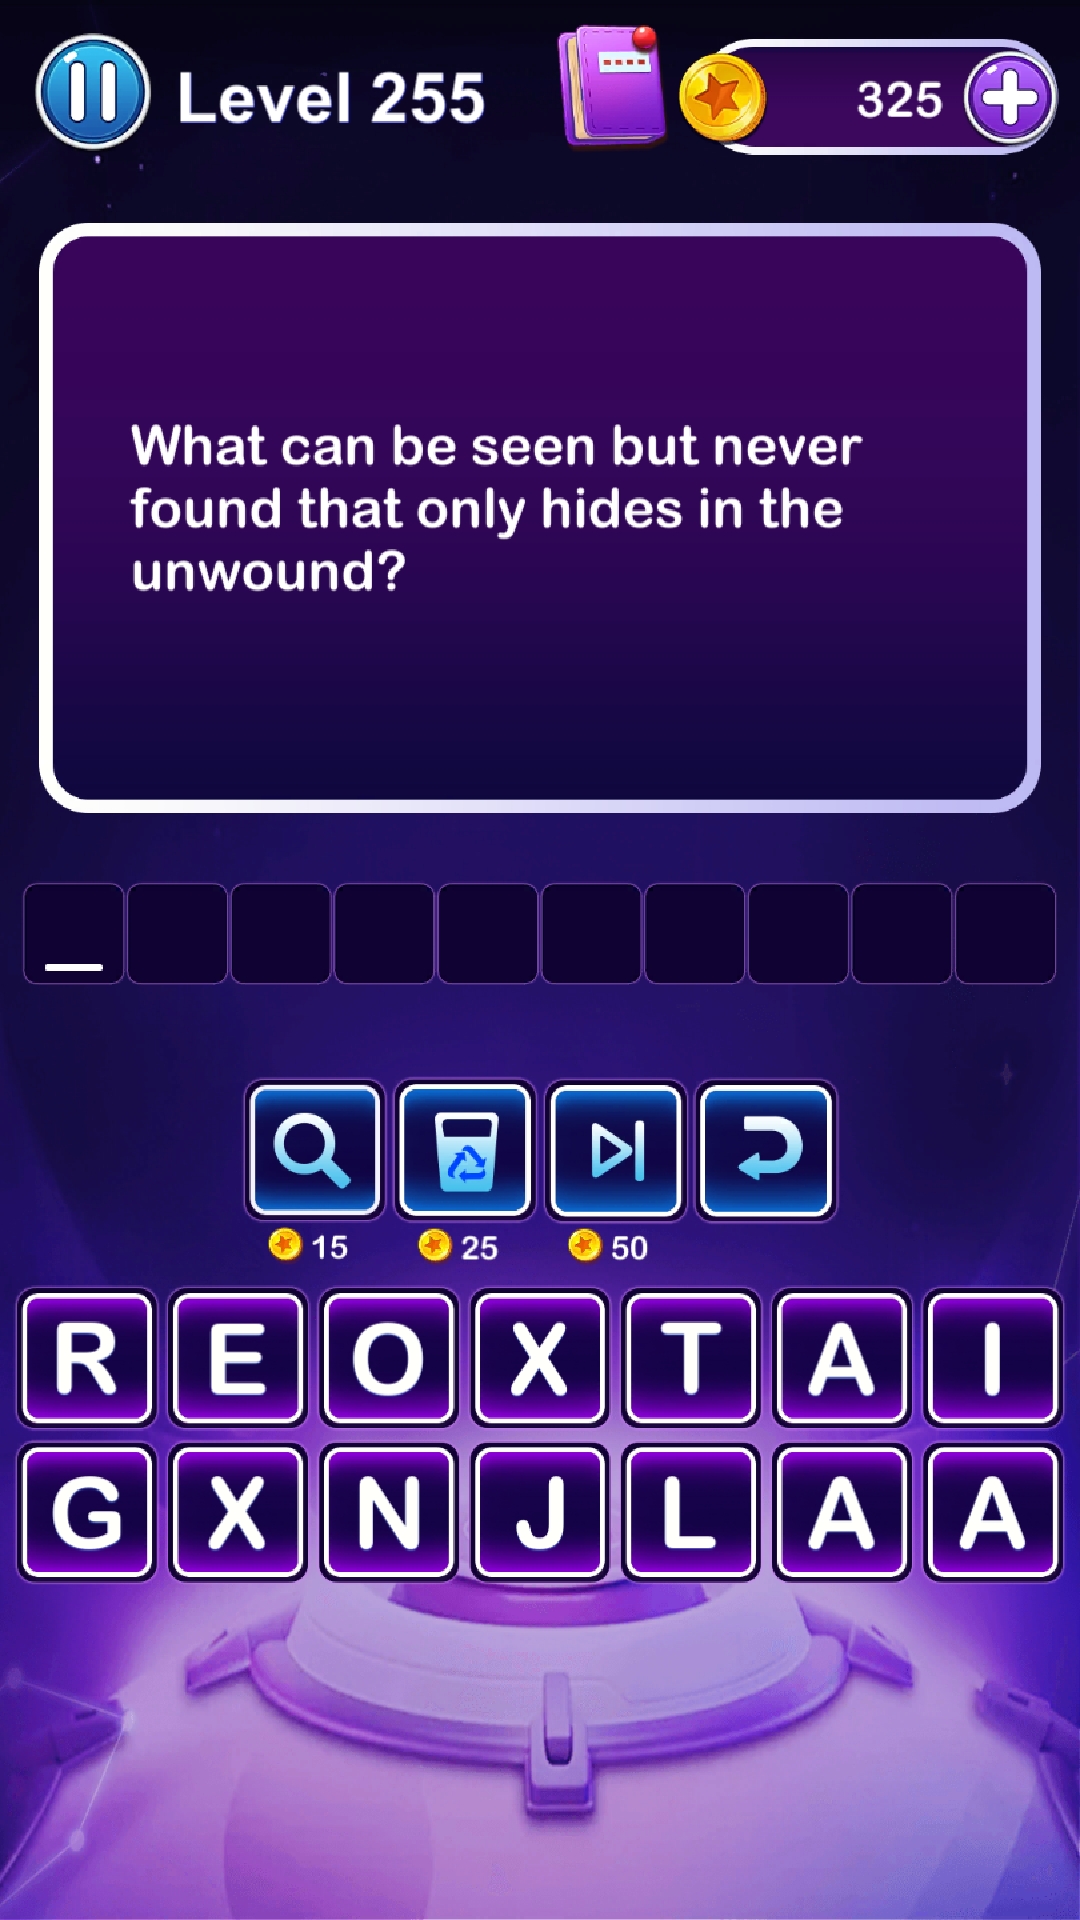 Level 255
325
What can be seen but never
found that only hides in the
unwound?
15 25 50
R E O X T A I
G X N J L A A